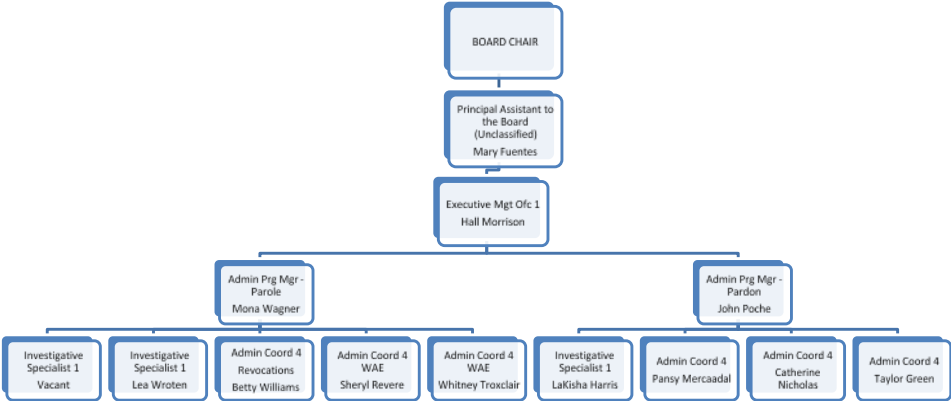 BOARD CHAIR
Principal Assistant to
the Board
(Unclassified)
Mary Fuentes
Executive Mgt Ofc 1
Hall Morrison
Admin Prg Mgr -
Parole
Mona Wagner
Admin Prg Mgr -
Pardon
John Poche
Investigative
Specialist 1
Vacant
Investigative
Specialist 1
Lea Wroten
Admin Coord 4
Revocations
Betty Williams
Admin Coord 4
WAE
Sheryl Revere
Admin Coord 4
WAE
Whitney Troxclair
Investigative
Specialist 1
LaKisha Harris
Admin Coord 4
Pansy Mercaadal
Admin Coord 4
Catherine
Nicholas
Admin Coord 4
Taylor Green